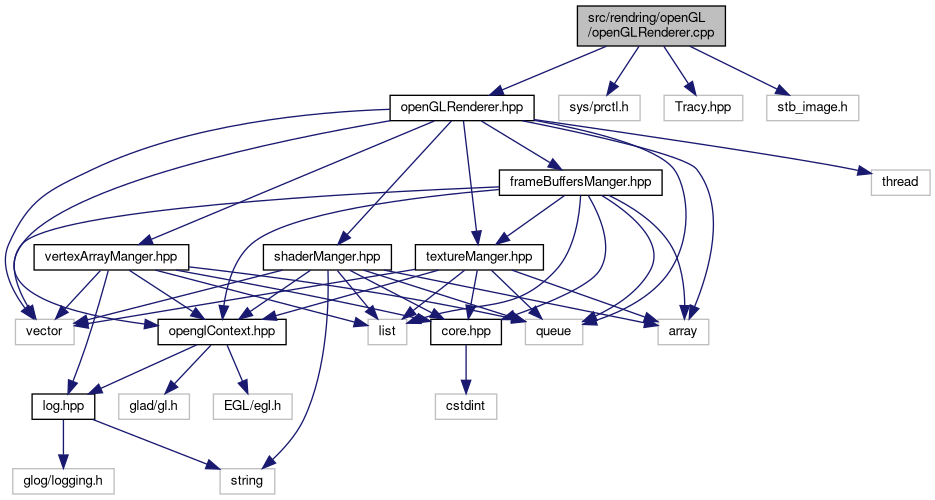 src/rendring/openGL
/openGLRenderer.cpp
openGLRenderer.hpp
sys/prctl.h
Tracy.hpp
stb_image.h
frameBuffersManger.hpp
thread
vertexArrayManger.hpp
shaderManger.hpp
textureManger.hpp
vector
openglContext.hpp
list
core.hpp
queue
array
log.hpp
glad/gl.h
EGL/egl.h
cstdint
glog/logging.h
string